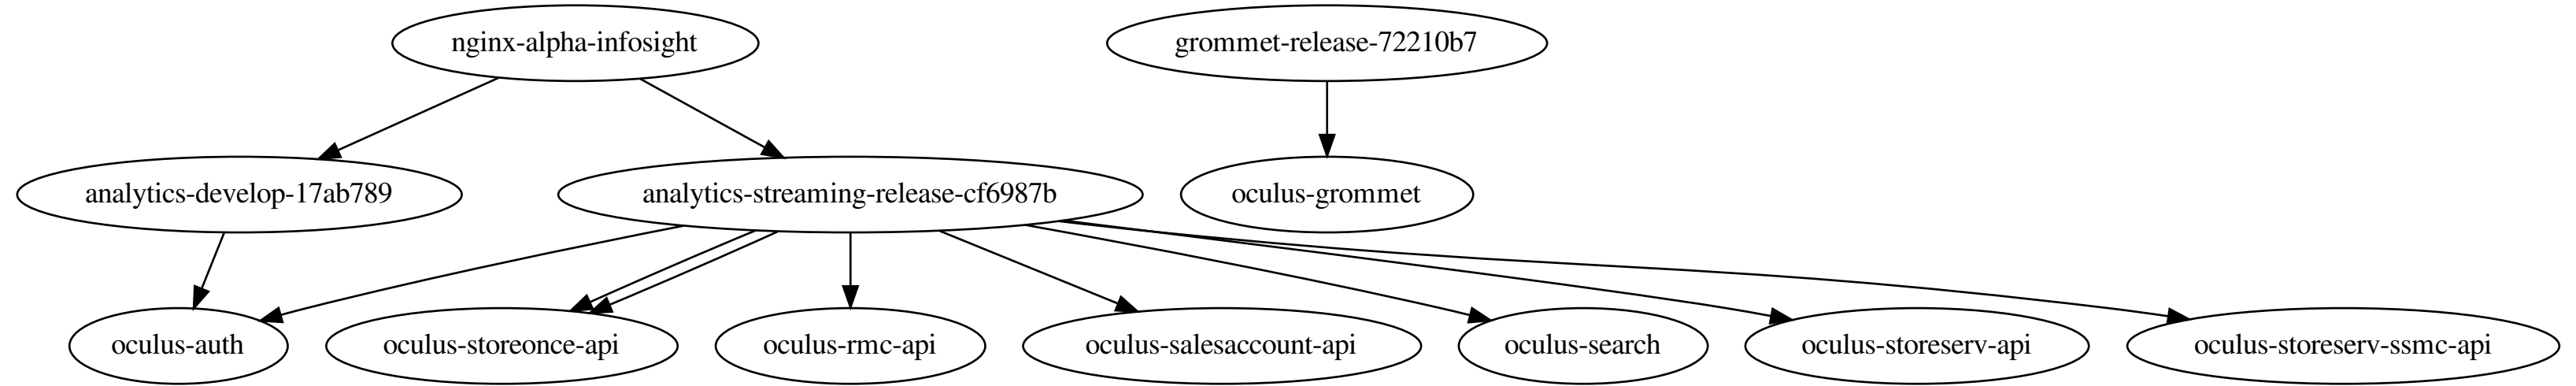 nginx-alpha-infosight
grommet-release-72210b7
analytics-develop-17ab789
analytics-streaming-release-cf6987b
oculus-grommet
oculus-auth
oculus-storeonce-api
oculus-rmc-api
oculus-salesaccount-api
oculus-search
oculus-storeserv-api
oculus-storeserv-ssmc-api